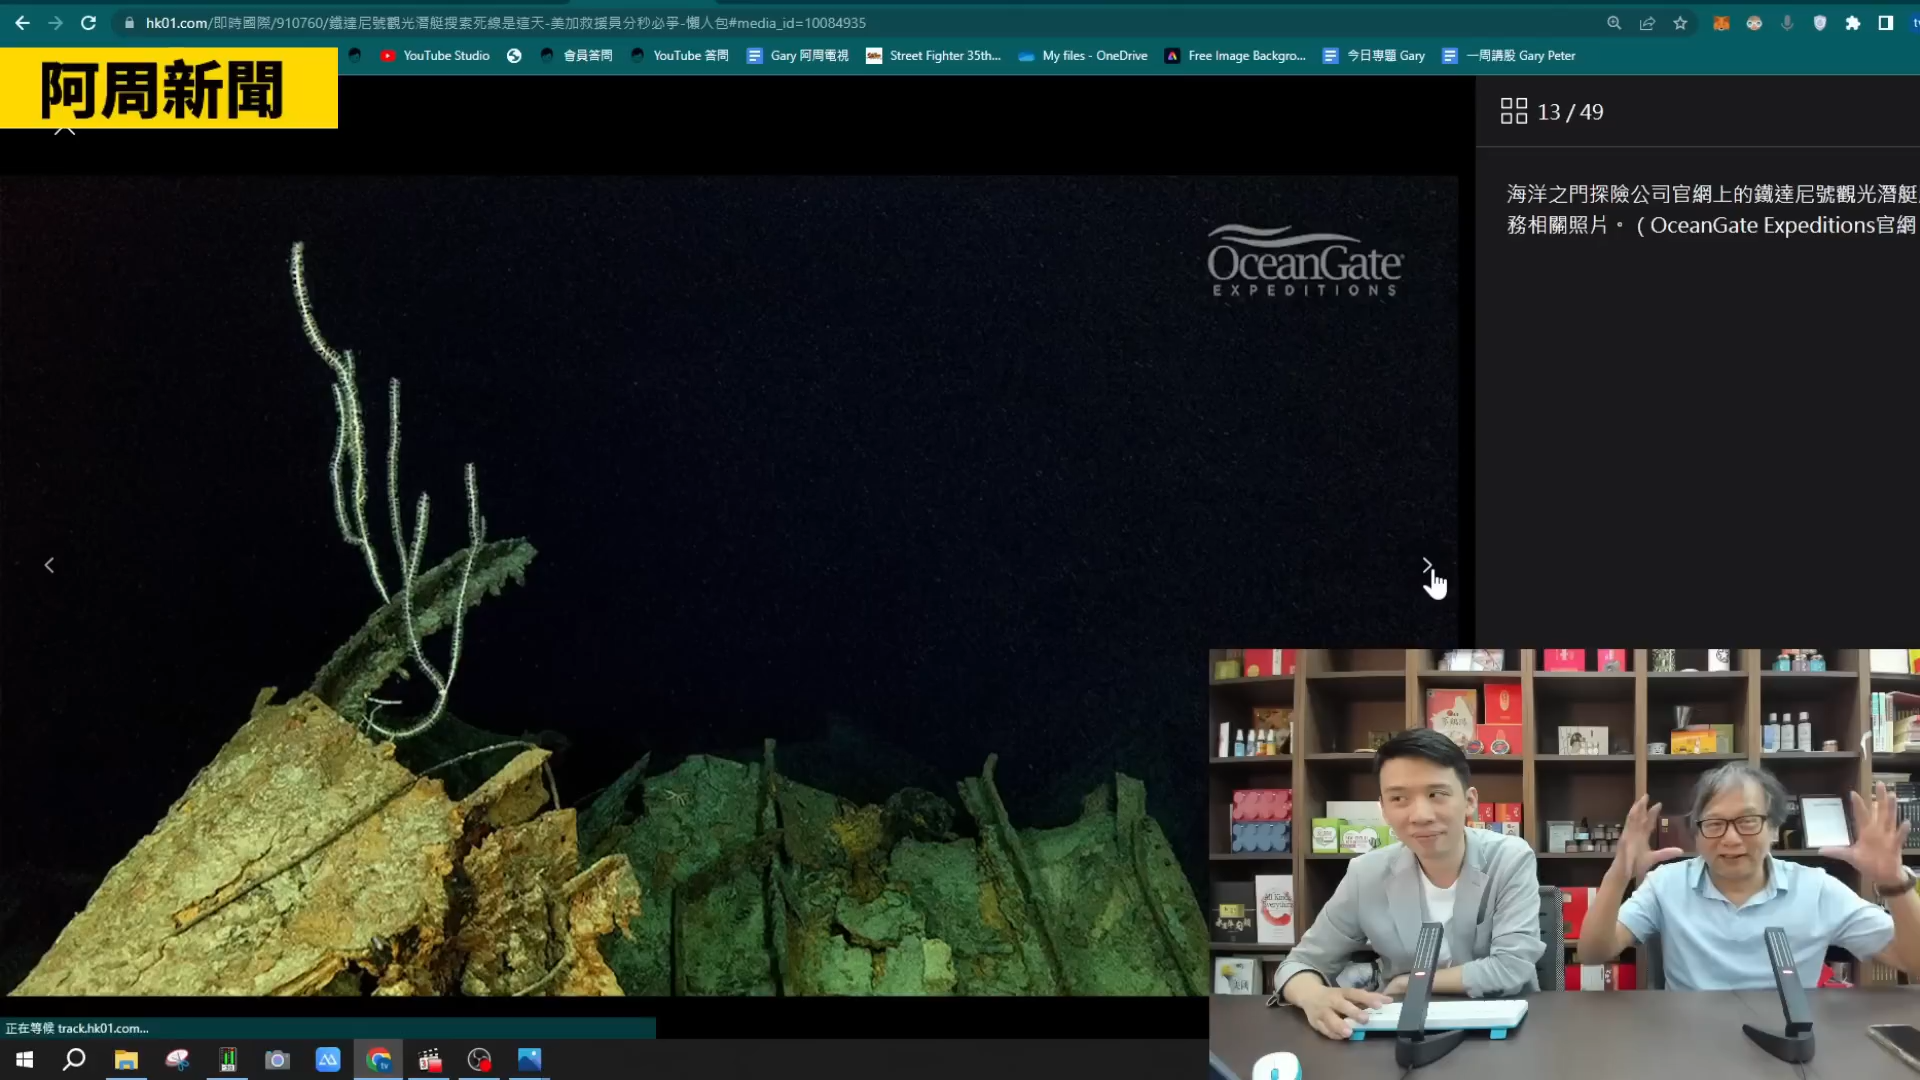 hk01.com/即時國際/910760/鐵達尼號觀光潛艇搜索死線是這天-美加救援員分秒必爭-懶人包#media_id=10084935
阿周新聞
YouTube Studio
會員答問
YouTube 答問
Gary 阿周電視
Street Fighter 35th...
My files - OneDrive
Free Image Backgro...
今日專題 Gary
一周講股 Gary Peter
13 / 49
海洋之門探險公司官網上的鐵達尼號觀光潛艇
務相關照片。（OceanGate Expeditions官網
OceanGate
EXPEDITIONS
正在等候 track.hk01.com...